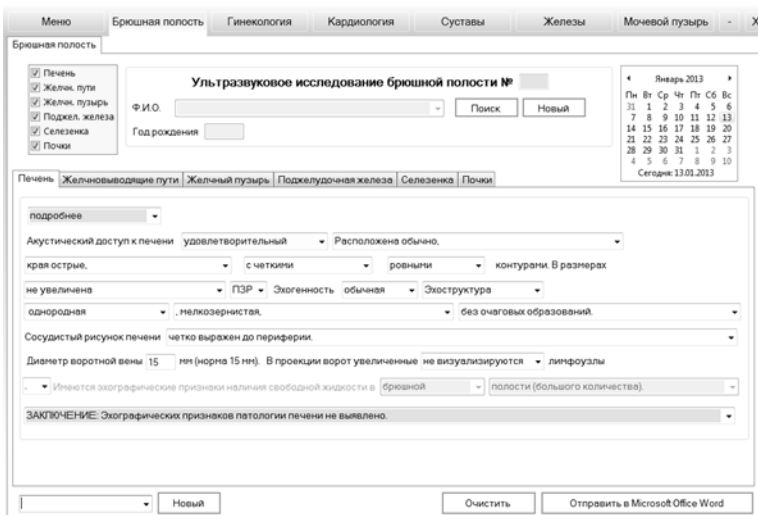 Меню Брюшная полость Гинекология Кардиология Суставы Железы Мочевой пузырь - X
Брюшная полость
Печень
Желчн. пути
Желчн. пузырь
Поджел. железа
Селезенка
Почки
Ультразвуковое исследование брюшной полости №
Ф.И.О. Поиск Новый
Год рождения
Январь 2013
Пн Вт Ср Чт Пт Сб Вс
31 1 2 3 4 5 6
7 8 9 10 11 12 13
14 15 16 17 18 19 20
21 22 23 24 25 26 27
28 29 30 31 1 2 3
4 5 6 7 8 9 10
Сегодня: 13.01.2013
Печень Желчновыводящие пути Желчный пузырь Поджелудочная железа Селезенка Почки
подробнее
Акустический доступ к печени удовлетворительный Расположена обычно,
края острые, с четкими ровными контурами. В размерах
не увеличена ПЗР Эхогенность обычная Эхоструктура
однородная , мелкозернистая, без очаговых образований.
Сосудистый рисунок печени четко выражен до периферии.
Диаметр воротной вены 15 мм (норма 15 мм). В проекции ворот увеличенные не визуализируются лимфоузлы
. Имеются эхографические признаки наличия свободной жидкости в брюшной полости (большого количества).
ЗАКЛЮЧЕНИЕ: Эхографических признаков патологии печени не выявлено.
Новый Очистить Отправить в Microsoft Office Word